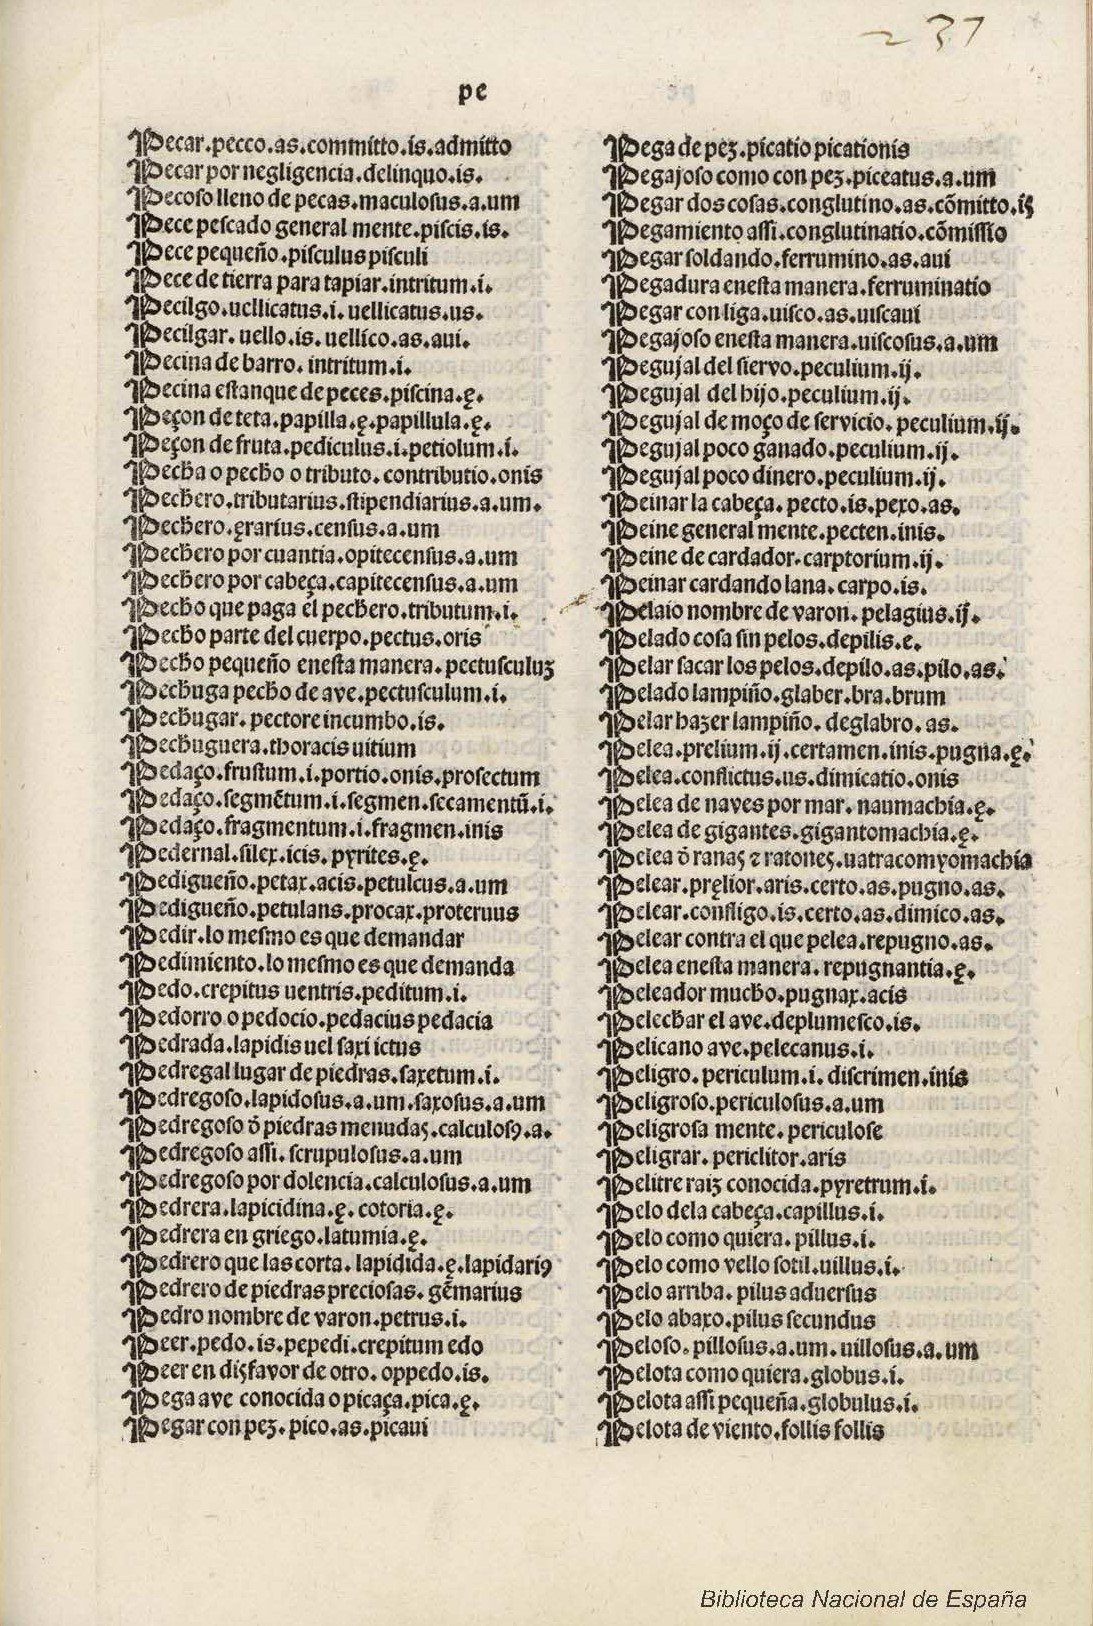 237
pe
Pecar.pecco.as.committo.is.admitto
Pecar por negligencia.delinquo.is.
Pecoso lleno de pecas.maculosus.a.um
Pece pescado general mente.piscis.is.
Pece pequeño.pisculus pisculi
Pece de tierra para tapiar.intritum.i.
Pecilgo.uellicatus.i.uellicatus.us.
Pecilgar.uello.is.uellico.as.aui.
Pecina de barro.intritum.i.
Pecina estanque de peces.piscina.ę.
Peçon de teta.papilla.ę.papillula.ę.
Peçon de fruta.pediculus.i.petiolum.i.
Pecha o pecho o tributo.contributio.onis
Pechero.tributarius.stipendiarius.a.um.
Pechero.ęrarius.census.a.um
Pechero por cuantia.opitecensus.a.um
Pechero por cabeça.capitecensus.a.um
Pecho que paga el pechero.tributum.i.
Pecho parte del cuerpo.pectus.oris
Pecho pequeño enesta manera.pectusculuʒ
Pechuga pecho de ave.pectusculum.i.
Pechugar.pectore incumbo.is.
Pechuguera.thoracis uitium
Pedaço.frustum.i.portio.onis.prosectum
Pedaço.segmẽtum.i.segmen.secamentũ.i.
Pedaço.fragmentum.i.fragmen.inis
Pedernal.silex.icis.pyrites.ę.
Pedigueño.petax.acis.petulcus.a.um
Pedigueño.petulans.procax.proteruus
Pedir.lo mesmo es que demandar
Pedimiento.lo mesmo es que demanda
Pedo.crepitus uentris.peditum.i.
Pedorro o pedocio.pedacius pedacia
Pedrada.lapidis uel saxi ictus
Pedregal lugar de piedras.saxetum.i.
Pedregoso.lapidosus.a.um.saxosus.a.um
Pedregoso õ piedras menudas.calculosꝯ.a.
Pedregoso assi.scrupulosus.a.um
Pedregoso por dolencia.calculosus.a.um
Pedrera.lapicidina.ę.cotoria.ę.
Pedrera en griego.latumia.ę.
Pedrero que las corta.lapidida.ę.lapidariꝯ
Pedrero de piedras preciosas.gẽmarius
Pedro nombre de varon.petrus.i.
Peer.pedo.is.pepedi.crepitum edo
Peer en disfavor de otro.oppedo.is.
Pega ave conocida o picaça.pica.ę.
Pegar con pez.pico.as.picaui
Pega de pez.picatio picationis
Pegajoso como con pez.piceatus.a.um
Pegar dos cosas.conglutino.as.cõmitto.is
Pegamiento assi.conglutinatio.cõmissio
Pegar soldando.ferrumino.as.aui
Pegadura enesta manera.ferruminatio
Pegar con liga.uisco.as.uiscaui
Pegajoso enesta manera.uiscosus.a.um
Pegujal del siervo.peculium.ij.
Pegujal del hijo.peculium.ij.
Pegujal de moço de servicio.peculium.ij.
Pegujal poco ganado.peculium.ij.
Pegujal poco dinero.peculium.ij.
Peinar la cabeça.pecto.is.pexo.as.
Peine general mente.pecten.inis.
Peine de cardador.carptorium.ij.
Peinar cardando lana.carpo.is.
Pelaio nombre de varon.pelagius.ij.
Pelado cosa sin pelos.depilis.e.
Pelar sacar los pelos.depilo.as.pilo.as.
Pelado lampiño.glaber.bra.brum
Pelar hazer lampiño.deglabro.as.
Pelea.prelium.ij.certamen.inis.pugna.ę.
Pelea.conflictus.us.dimicatio.onis
Pelea de naves por mar.naumachia.ę.
Pelea de gigantes.gigantomachia.ę.
Pelea õ ranas ⁊ ratones.uatracomyomachia
Pelear.pręlior.aris.certo.as.pugno.as.
Pelear.confligo.is.certo.as.dimico.as.
Pelear contra el que pelea.repugno.as.
Pelea enesta manera.repugnantia.ę.
Peleador mucho.pugnax.acis
Pelechar el ave.deplumesco.is.
Pelicano ave.pelecanus.i.
Peligro.periculum.i.discrimen.inis
Peligroso.periculosus.a.um
Peligrosa mente.periculose
Peligrar.periclitor.aris
Pelitre raiz conocida.pyretrum.i.
Pelo dela cabeça.capillus.i.
Pelo como quiera.pillus.i.
Pelo como vello sotil.uillus.i.
Pelo arriba.pilus aduersus
Pelo abaxo.pilus secundus
Peloso.pillosus.a.um.uillosus.a.um
Pelota como quiera.globus.i.
Pelota assi pequeña.globulus.i.
Pelota de viento.follis follis
Biblioteca Nacional de España